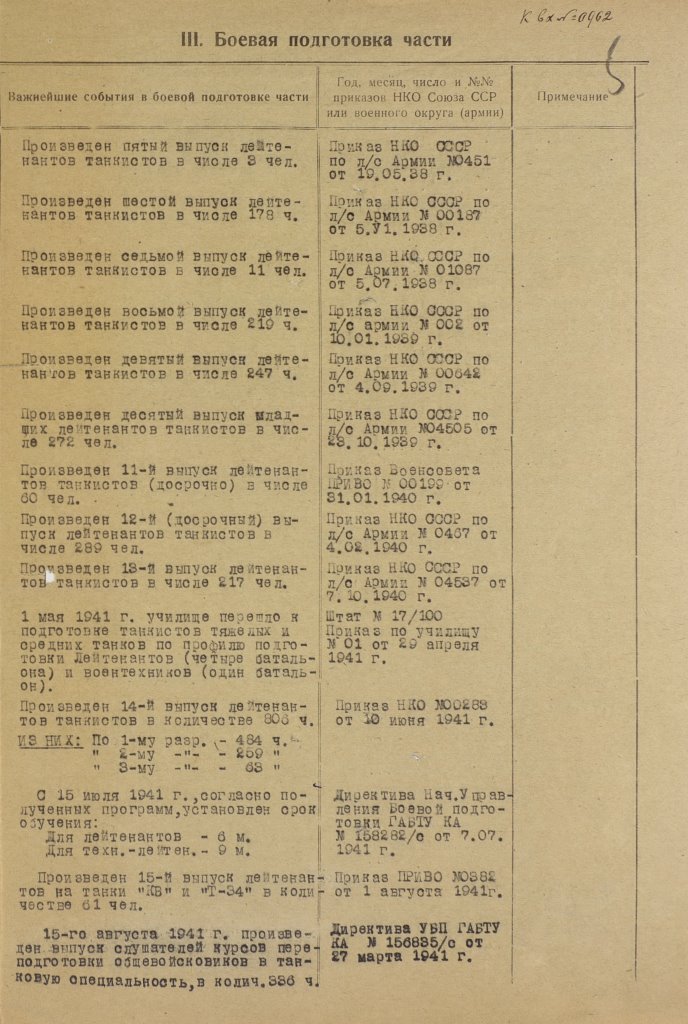 К вх №0962
III. Боевая подготовка части
Важнейшие события в боевой подготовке части
Год, месяц, число и №№
приказов НКО Союза ССР
или военного округа (армии)
Примечание
Произведен пятый выпуск лейте-
нантов танкистов в числе 3 чел.
Приказ НКО СССР
по л/с Армии №0451
от 19.05.38 г.
Произведен шестой выпуск лейте-
нантов танкистов в числе 178 ч.
Приказ НКО СССР по
л/с Армии № 00187
от 5.У1.1938 г.
Произведен седьмой выпуск лейте-
нантов танкистов в числе 11 чел.
Приказ НКО СССР по
л/с Армии № 01087
от 5.07.1938 г.
Произведен восьмой выпуск лейте-
нантов танкистов в числе 219 ч.
Приказ НКО СССР по
л/с армии № 002 от
10.01.1939 г.
Произведен девятый выпуск лейте-
нантов танкистов в числе 247 ч.
Приказ НКО СССР по
л/с Армии № 00642
от 4.09.1939 г.
Произведен десятый выпуск млад-
щих лейтенантов танкистов в чис-
ле 272 чел.
Приказ НКО СССР по
л/с Армии №04505 от
23.10.1939 г.
Произведен 11-й выпуск лейтенан-
тов танкистов (досрочно) в числе
60 чел.
Приказ Военсовета
ПРИВО № 00199 от
31.01.1940 г.
Произведен 12-й (досрочный) вы-
пуск лейтенантов танкистов в
числе 289 чел.
Приказ НКО СССР по
л/с Армии № 0467 от
4.02.1940 г.
Произведен 13-й выпуск лейтенан-
тов танкистов в числе 217 чел.
Приказ НКО СССР по
л/с Армии № 04537 от
7.10.1940 г.
1 мая 1941 г. училище перешло к
подготовке танкистов тяжелых и
средних танков по профилю подго-
товки Лейтенантов (четыре баталь-
она) и воентехников (один баталь-
он).
Штат № 17/100
Приказ по училищу
№ 01 от 29 апреля
1941 г.
Произведен 14-й выпуск лейтенан-
тов танкистов в количестве 806 ч.
ИЗ НИХ: По 1-му разр. - 484 ч.
" 2-му -"- - 259 "
" 3-му -"- - 63 "
Приказ НКО №00288
от 10 июня 1941 г.
С 15 июля 1941 г.,согласно по-
лученных программ,установлен срок
обучения:
Для лейтенантов - 6 м.
Для техн.-лейтен.- 9 м.
Директива Нач.Управ-
ления Боевой подго-
товки ГАБТУ КА
№ 158282/с от 7.07.
1941 г.
Произведен 15-й выпуск лейтенан-
тов на танки "КВ" и "Т-34" в коли-
честве 61 чел.
Приказ ПРИВО №0382
от 1 августа 1941г.
15-го августа 1941 г. произве-
ден выпуск слушателей курсов пере-
подготовки общевойсковиков в тан-
ковую специальность,в колич.336 ч.
Директива УБП ГАБТУ
КА № 156835/с от
27 марта 1941 г.